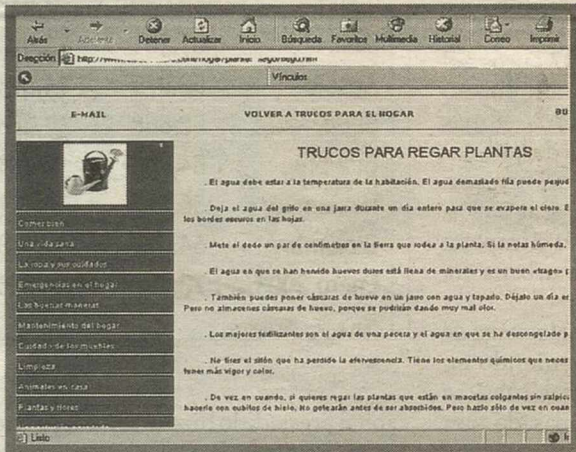 Atrás Adelante Detener Actualizar Inicio Búsqueda Favoritos Multimedia Historial Correo Imprimir
Dirección http://www.
Vínculos
E-MAIL VOLVER A TRUCOS PARA EL HOGAR BU
TRUCOS PARA REGAR PLANTAS
. El agua debe estar a la temperatura de la habitación. El agua demasiado fría puede perjud
. Deja el agua del grifo en una jarra durante un día entero para que se evapore el cloro. E
los bordes oscuros en las hojas.
. Mete el dedo un par de centímetros en la tierra que rodea a la planta. Si la notas húmeda,
. El agua en que se han hervido huevos duros está llena de minerales y es un buen «trago» p
. También puedes poner cáscaras de huevo en un jarro con agua y tapado. Déjalo un día en
Pero no almacenes cáscaras de huevo, porque se pudrirán dando muy mal olor.
. Los mejores fertilizantes son el agua de una pecera y el agua en que se ha descongelado p
. No tires el sifón que ha perdido la efervescencia. Tiene los elementos químicos que neces
tener más vigor y color.
. De vez en cuando, si quieres regar las plantas que están en macetas colgantes sin salpica
hacerlo con cubitos de hielo. No gotearán antes de ser absorbidos. Pero hazlo sólo de vez en cuan
Comer bien
Una vida sana
La ropa y sus cuidados
Emergencias en el hogar
Las buenas maneras
Mantenimiento del hogar
Cuidado de los muebles
Limpieza
Animales en casa
Plantas y flores
Listo